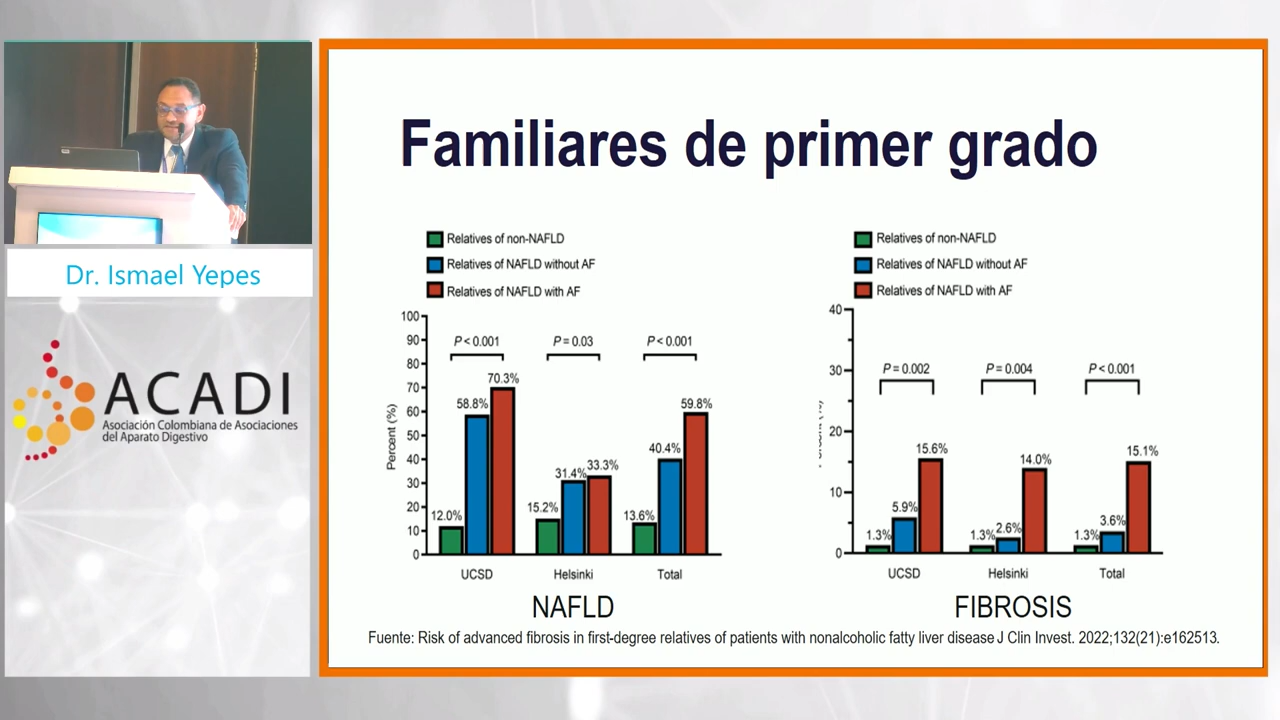 Dr. Ismael Yepes
ACADI
Asociación Colombiana de Asociaciones
del Aparato Digestivo
Familiares de primer grado
Relatives of non-NAFLD
Relatives of NAFLD without AF
Relatives of NAFLD with AF
Percent (%)
100
90
80
70
60
50
40
30
20
10
0
P < 0.001
P = 0.03
P < 0.001
12.0%
58.8%
70.3%
15.2%
31.4%
33.3%
13.6%
40.4%
59.8%
UCSD
Helsinki
Total
NAFLD
Relatives of non-NAFLD
Relatives of NAFLD without AF
Relatives of NAFLD with AF
40
30
20
10
0
P = 0.002
P = 0.004
P < 0.001
1.3%
5.9%
15.6%
1.3%
2.6%
14.0%
1.3%
3.6%
15.1%
UCSD
Helsinki
Total
FIBROSIS
Fuente: Risk of advanced fibrosis in first-degree relatives of patients with nonalcoholic fatty liver disease J Clin Invest. 2022;132(21):e162513.